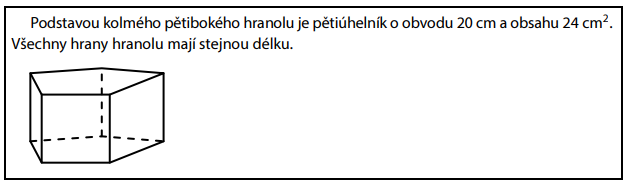 Podstavou kolmého pětibokého hranolu je pětiúhelník o obvodu 20 cm a obsahu 24 cm².
Všechny hrany hranolu mají stejnou délku.